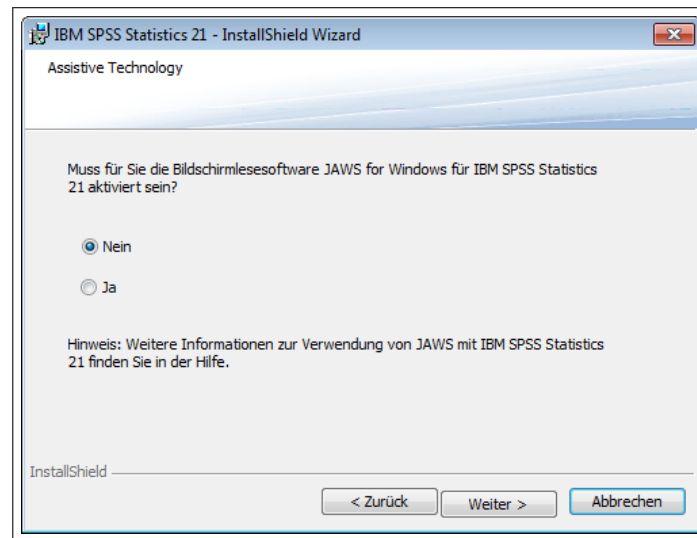 IBM SPSS Statistics 21 - InstallShield Wizard
Assistive Technology
Muss für Sie die Bildschirmlesesoftware JAWS for Windows für IBM SPSS Statistics
21 aktiviert sein?
Nein
Ja
Hinweis: Weitere Informationen zur Verwendung von JAWS mit IBM SPSS Statistics
21 finden Sie in der Hilfe.
InstallShield
< Zurück
Weiter >
Abbrechen